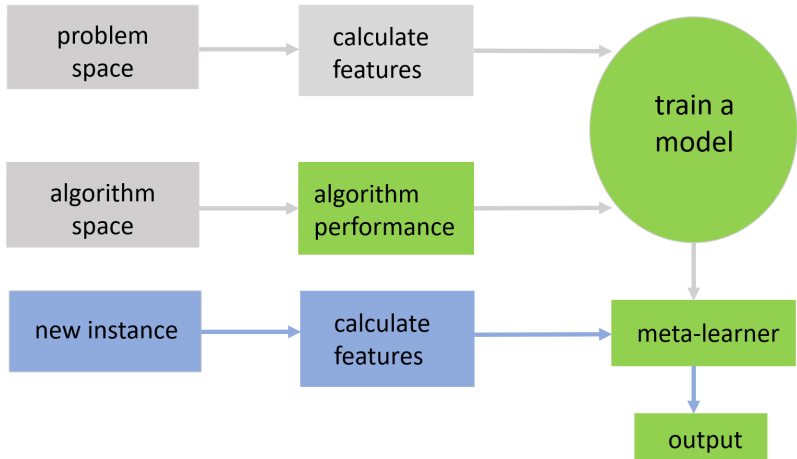 problem
space
calculate
features
train a
model
algorithm
space
algorithm
performance
new instance
calculate
features
meta-learner
output